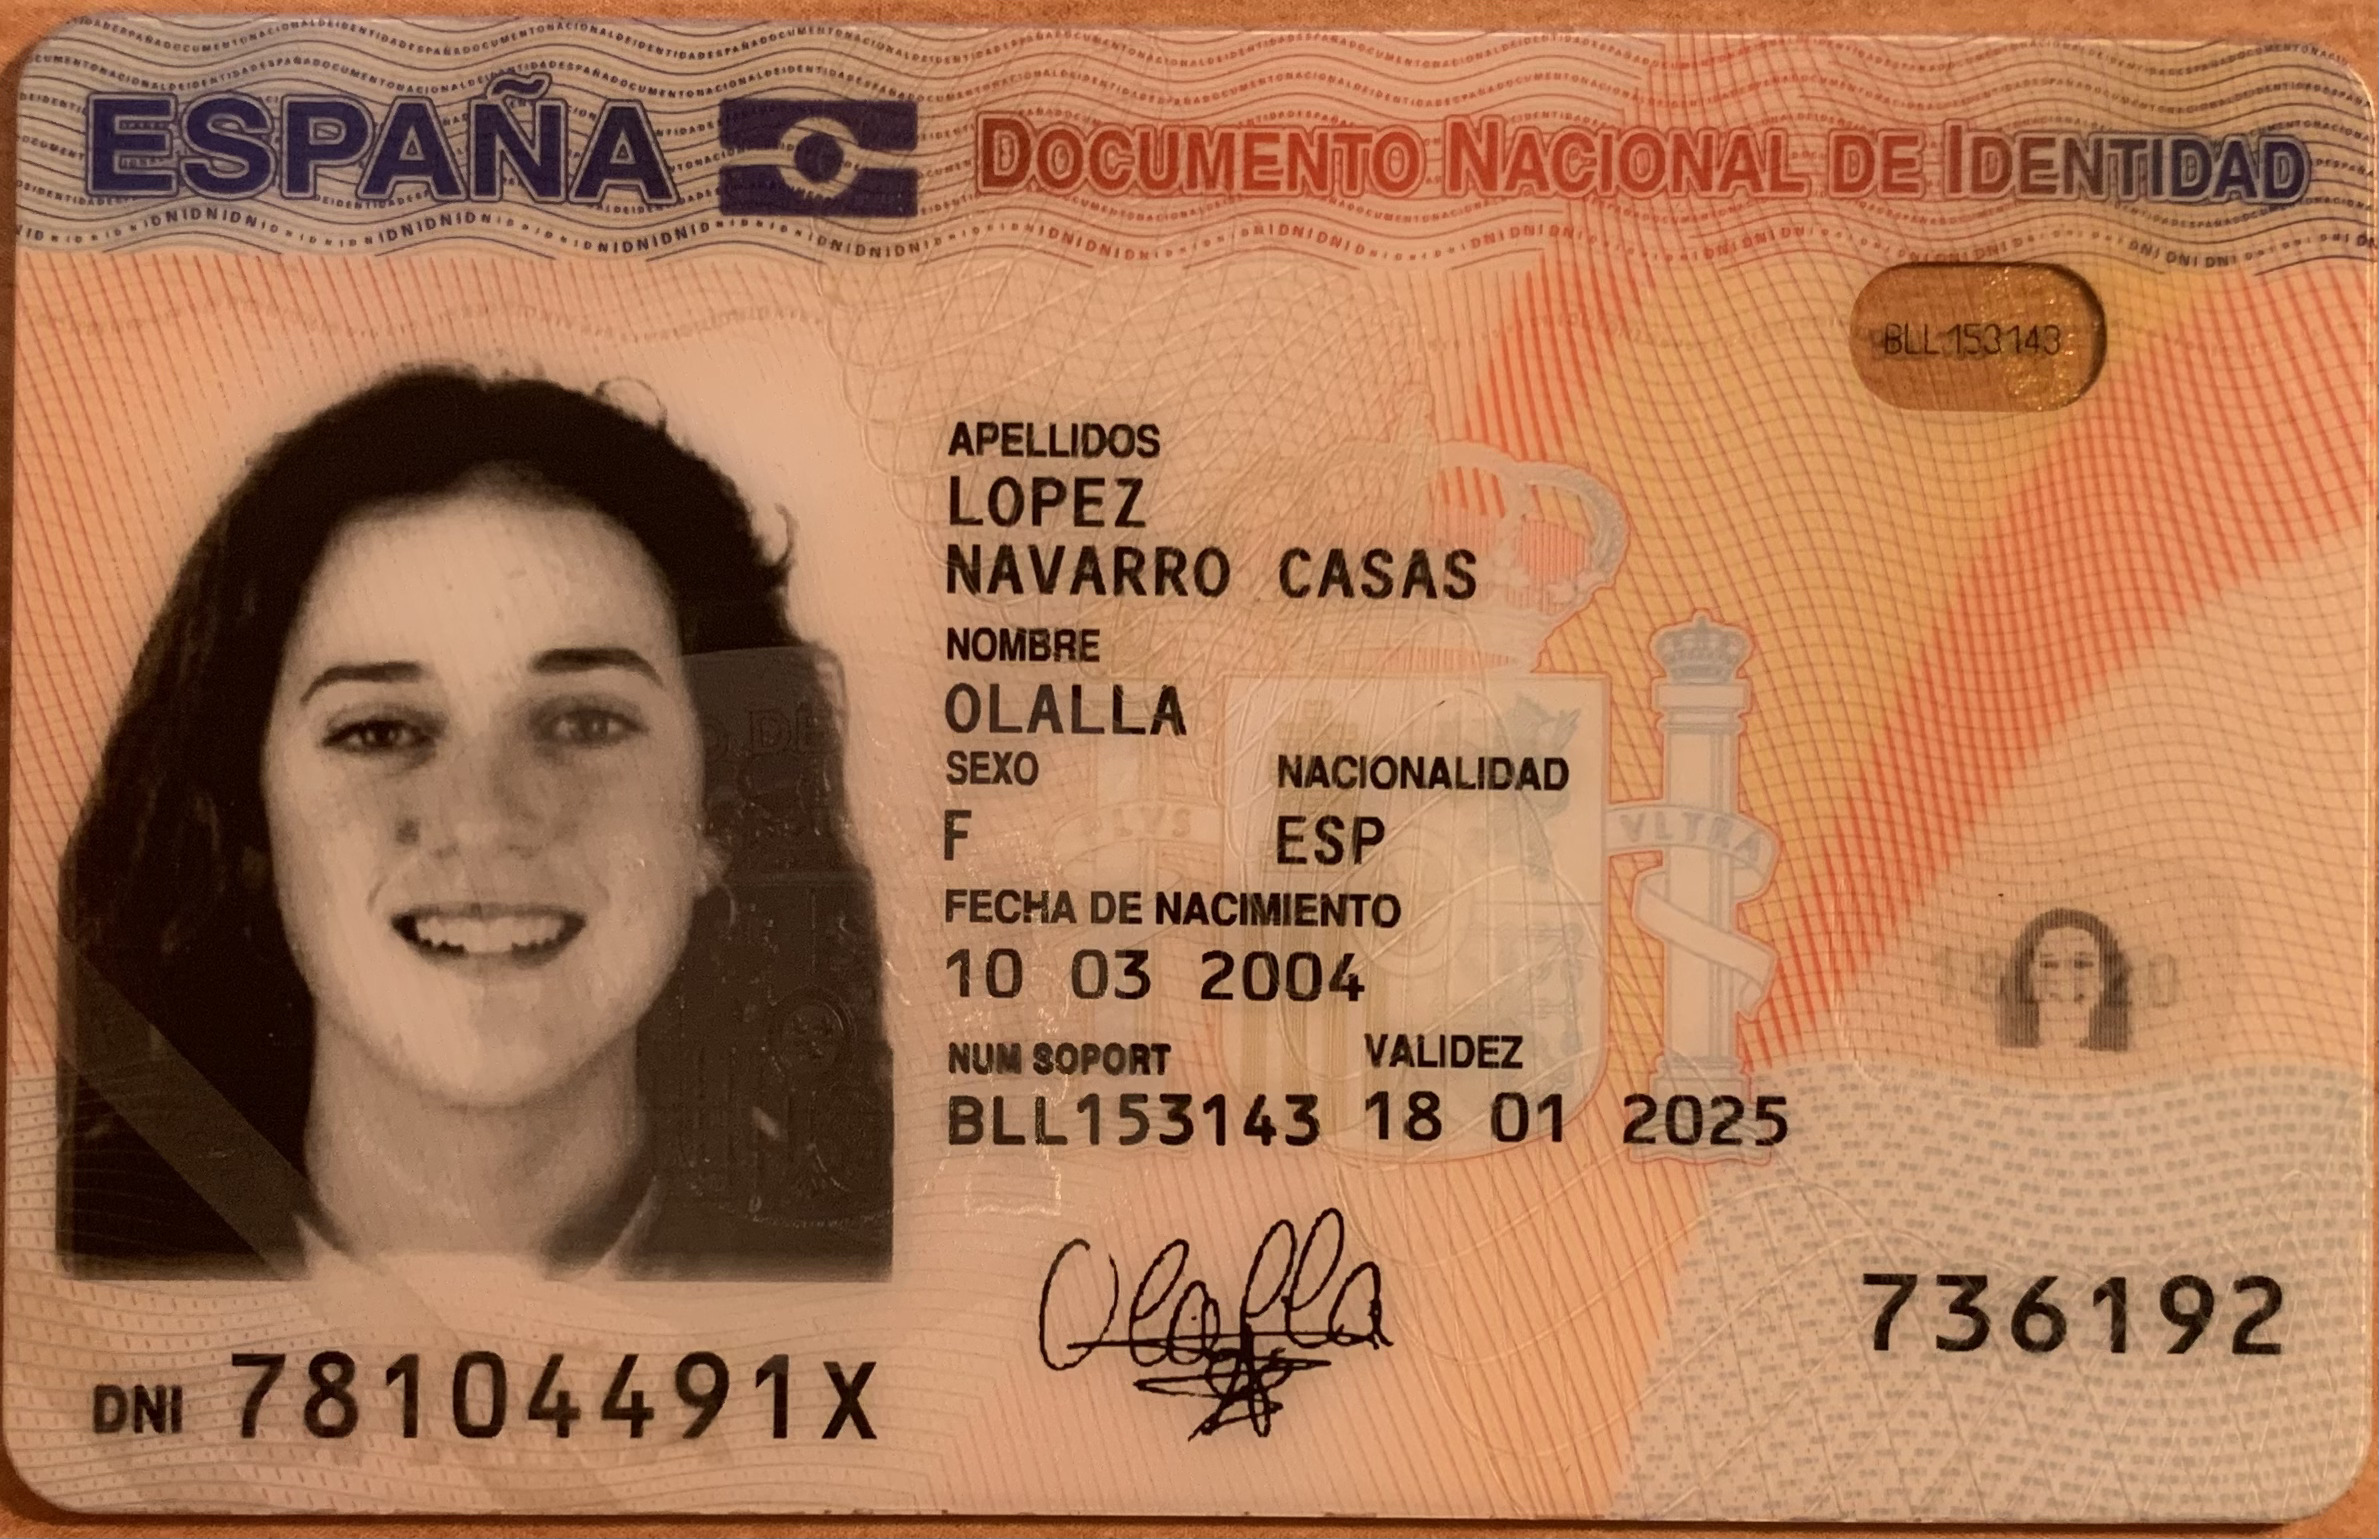 ESPAÑA DOCUMENTO NACIONAL DE IDENTIDAD
BLL153143
APELLIDOS
LOPEZ
NAVARRO CASAS
NOMBRE
OLALLA
SEXO NACIONALIDAD
F ESP
FECHA DE NACIMIENTO
10 03 2004
NUM SOPORT VALIDEZ
BLL153143 18 01 2025
Olalla
736192
DNI 78104491X
VLTRA